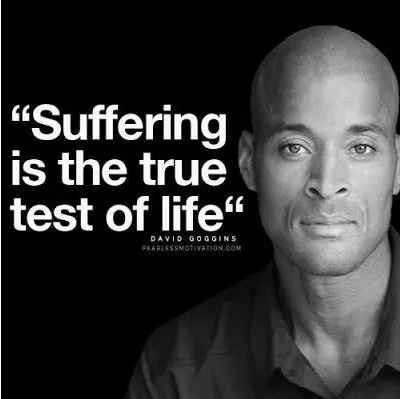 “Suffering
is the true
test of life“
DAVID GOGGINS
FEARLESSMOTIVATION.COM